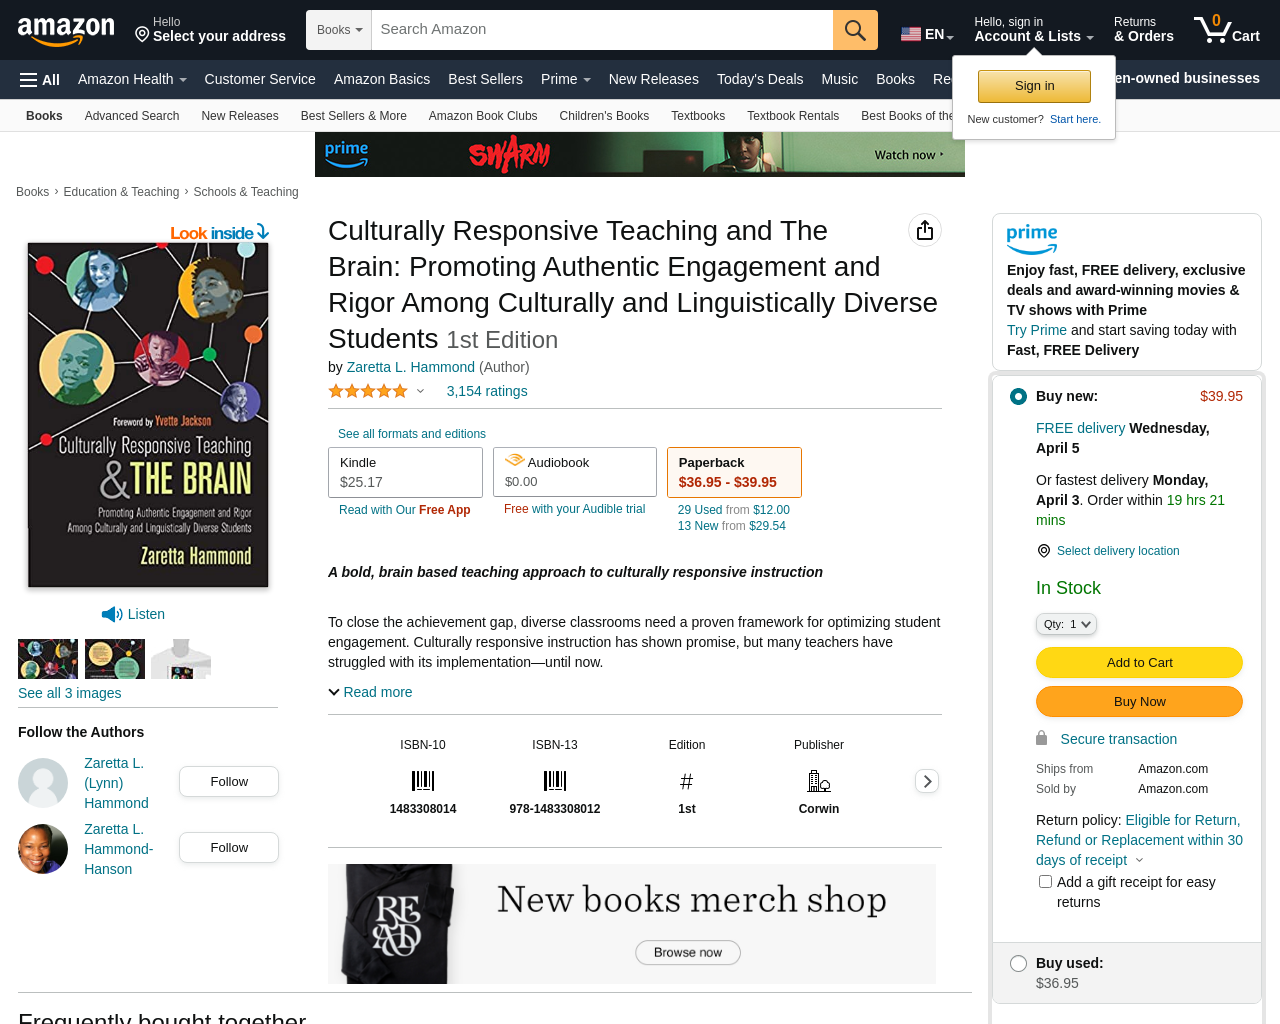 amazon
Hello
Select your address
Books
Search Amazon
EN
Hello, sign in
Account & Lists
Returns
& Orders
0
Cart
All
Amazon Health
Customer Service
Amazon Basics
Best Sellers
Prime
New Releases
Today's Deals
Music
Books
Re
en-owned businesses
Sign in
New customer? Start here.
Books
Advanced Search
New Releases
Best Sellers & More
Amazon Book Clubs
Children's Books
Textbooks
Textbook Rentals
Best Books of the
prime
SWARM
Watch now
Books › Education & Teaching › Schools & Teaching
Look inside
Foreword by Yvette Jackson
Culturally Responsive Teaching
& THE BRAIN
Promoting Authentic Engagement and Rigor
Among Culturally and Linguistically Diverse Students
Zaretta Hammond
Listen
See all 3 images
Follow the Authors
Zaretta L.
(Lynn)
Hammond
Follow
Zaretta L.
Hammond-
Hanson
Follow
Culturally Responsive Teaching and The
Brain: Promoting Authentic Engagement and
Rigor Among Culturally and Linguistically Diverse
Students 1st Edition
by Zaretta L. Hammond (Author)
3,154 ratings
See all formats and editions
Kindle
$25.17
Read with Our Free App
Audiobook
$0.00
Free with your Audible trial
Paperback
$36.95 - $39.95
29 Used from $12.00
13 New from $29.54
A bold, brain based teaching approach to culturally responsive instruction
To close the achievement gap, diverse classrooms need a proven framework for optimizing student
engagement. Culturally responsive instruction has shown promise, but many teachers have
struggled with its implementation—until now.
Read more
ISBN-10
1483308014
ISBN-13
978-1483308012
Edition
#
1st
Publisher
Corwin
READ
New books merch shop
Browse now
prime
Enjoy fast, FREE delivery, exclusive
deals and award-winning movies &
TV shows with Prime
Try Prime and start saving today with
Fast, FREE Delivery
Buy new:
$39.95
FREE delivery Wednesday,
April 5
Or fastest delivery Monday,
April 3. Order within 19 hrs 21
mins
Select delivery location
In Stock
Qty: 1
Add to Cart
Buy Now
Secure transaction
Ships from Amazon.com
Sold by Amazon.com
Return policy: Eligible for Return,
Refund or Replacement within 30
days of receipt
Add a gift receipt for easy
returns
Buy used:
$36.95
Frequently bought together